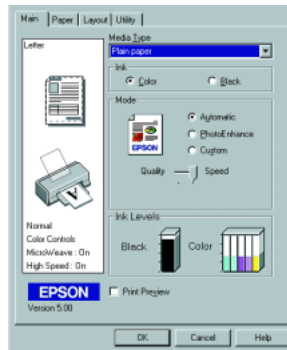 Main Paper Layout Utility
Letter
Media Type
Plain paper
Ink
Color Black
Mode
Automatic
PhotoEnhance
Custom
EPSON
Quality Speed
Normal
Color Controls
MicroWeave : On
High Speed : On
Ink Levels
Black Color
EPSON
Version 5.00
Print Preview
OK Cancel Help